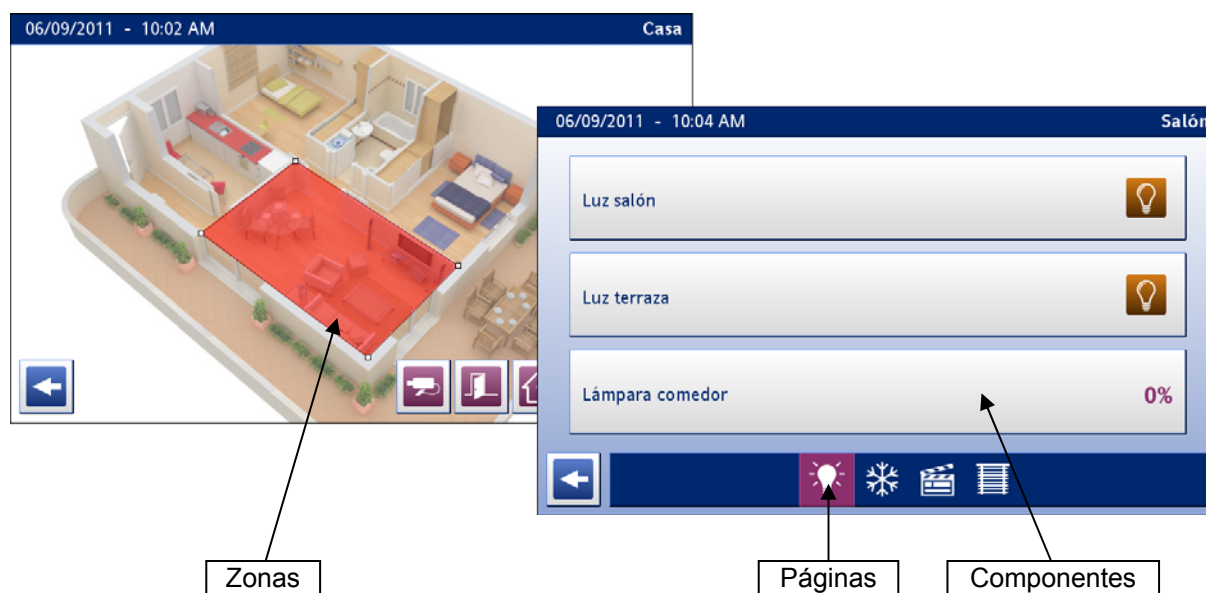 06/09/2011 - 10:02 AM
Casa
06/09/2011 - 10:04 AM
Salón
Luz salón
Luz terraza
Lámpara comedor
0%
Zonas
Páginas
Componentes